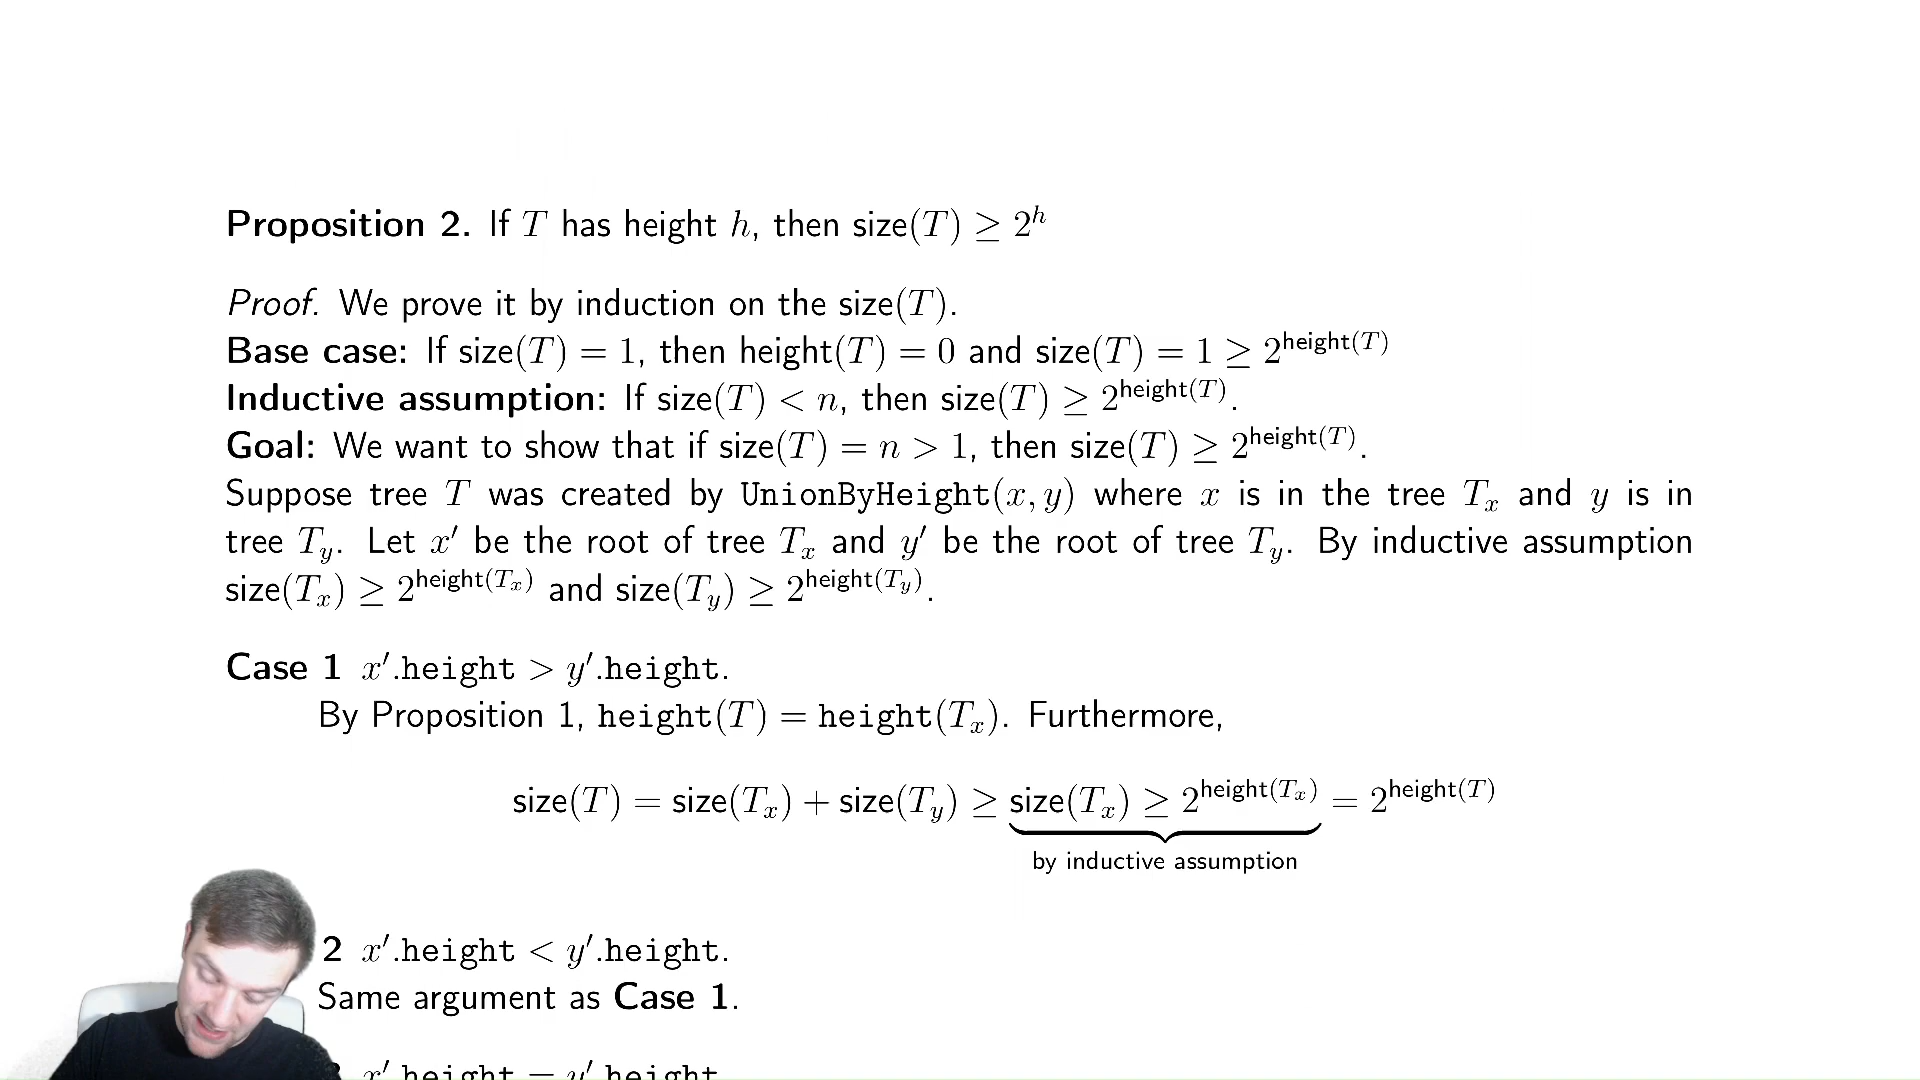 Proposition 2. If T has height h, then size(T) ≥ 2^h
Proof. We prove it by induction on the size(T).
Base case: If size(T) = 1, then height(T) = 0 and size(T) = 1 ≥ 2^height(T)
Inductive assumption: If size(T) < n, then size(T) ≥ 2^height(T).
Goal: We want to show that if size(T) = n > 1, then size(T) ≥ 2^height(T).
Suppose tree T was created by UnionByHeight(x, y) where x is in the tree T_x and y is in
tree T_y. Let x′ be the root of tree T_x and y′ be the root of tree T_y. By inductive assumption
size(T_x) ≥ 2^height(T_x) and size(T_y) ≥ 2^height(T_y).
Case 1 x′.height > y′.height.
By Proposition 1, height(T) = height(T_x). Furthermore,
size(T) = size(T_x) + size(T_y) ≥ size(T_x) ≥ 2^height(T_x) = 2^height(T)
by inductive assumption
2 x′.height < y′.height.
Same argument as Case 1.
x′.height = y′.height